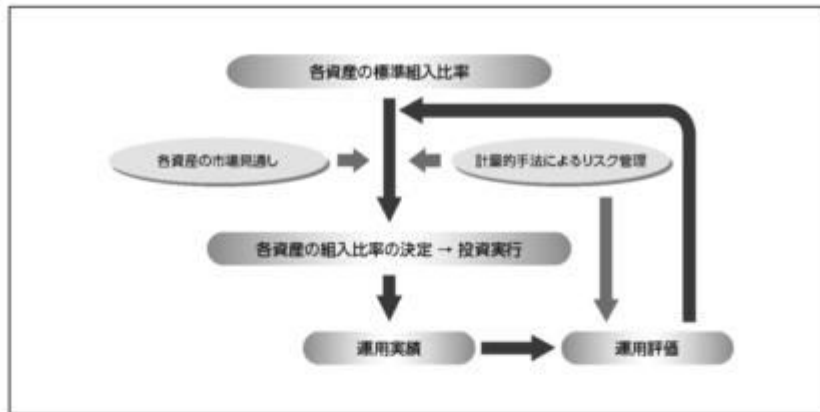 各資産の標準組入比率
各資産の市場見通し
計量的手法によるリスク管理
各資産の組入比率の決定 → 投資実行
運用実績
運用評価